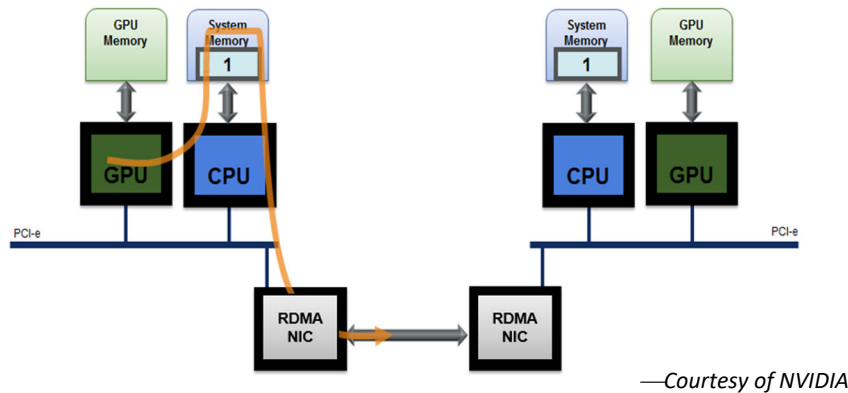 GPU
Memory
System
Memory
1
System
Memory
1
GPU
Memory
GPU
CPU
CPU
GPU
PCI-e
PCI-e
RDMA
NIC
RDMA
NIC
—Courtesy of NVIDIA